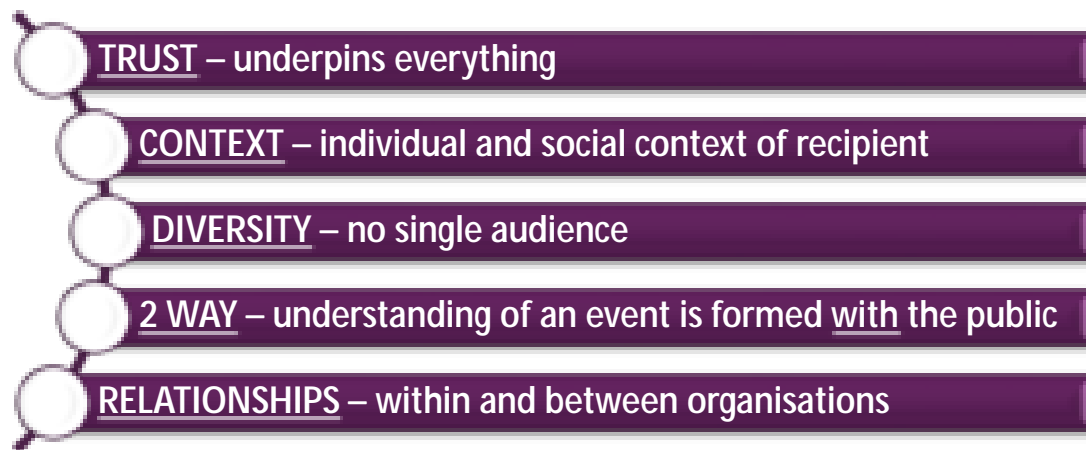 TRUST – underpins everything
CONTEXT – individual and social context of recipient
DIVERSITY – no single audience
2 WAY – understanding of an event is formed with the public
RELATIONSHIPS – within and between organisations